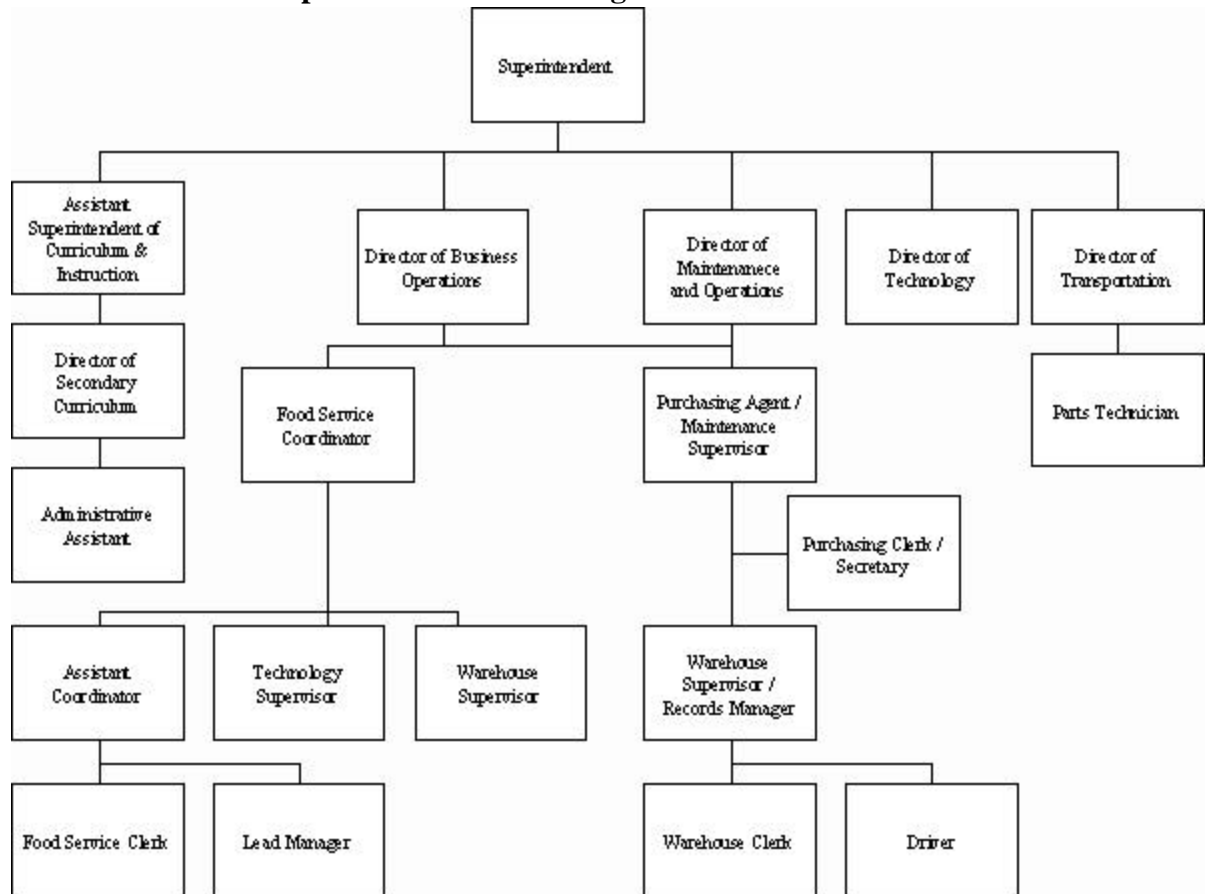 Superintendent
Assistant
Superintendent of
Curriculum &
Instruction
Director of Business
Operations
Director of
Maintenanece
and Operations
Director of
Technology
Director of
Transportation
Director of
Secondary
Curriculum
Food Service
Coordinator
Purchasing Agent /
Maintenance
Supervisor
Parts Technician
Administrative
Assistant
Purchasing Clerk /
Secretary
Assistant
Coordinator
Technology
Supervisor
Warehouse
Supervisor
Warehouse
Supervisor /
Records Manager
Food Service Clerk
Lead Manager
Warehouse Clerk
Driver